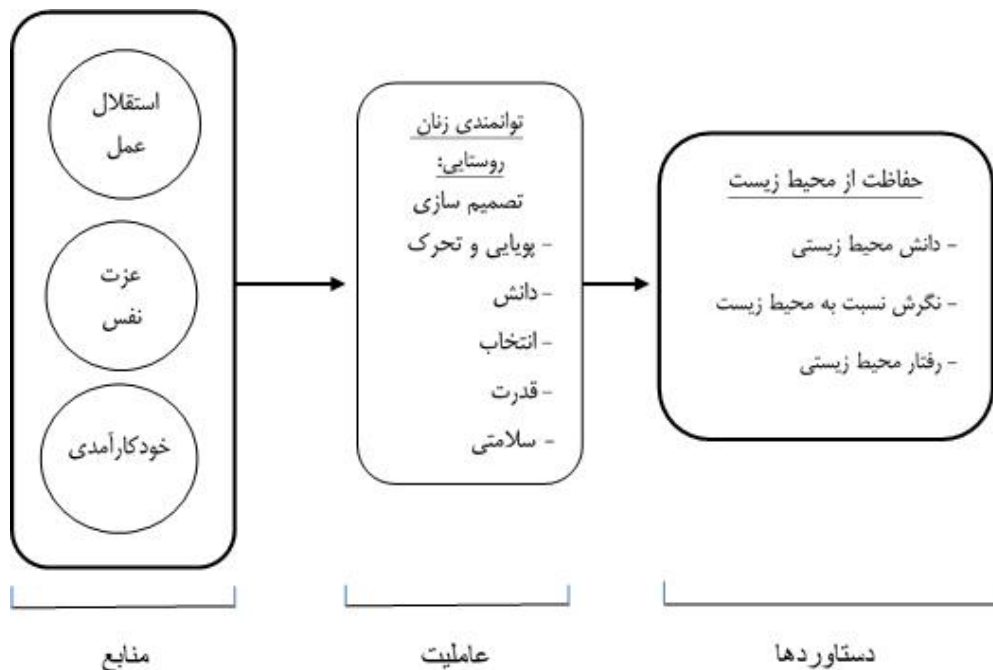 استقلال
عمل
عزت
نفس
خودکارآمدی
توانمندی زنان
روستایی:
تصمیم سازی
- پویایی و تحرک
- دانش
- انتخاب
- قدرت
- سلامتی
حفاظت از محیط زیست
- دانش محیط زیستی
- نگرش نسبت به محیط زیست
- رفتار محیط زیستی
منابع
عاملیت
دستاوردها